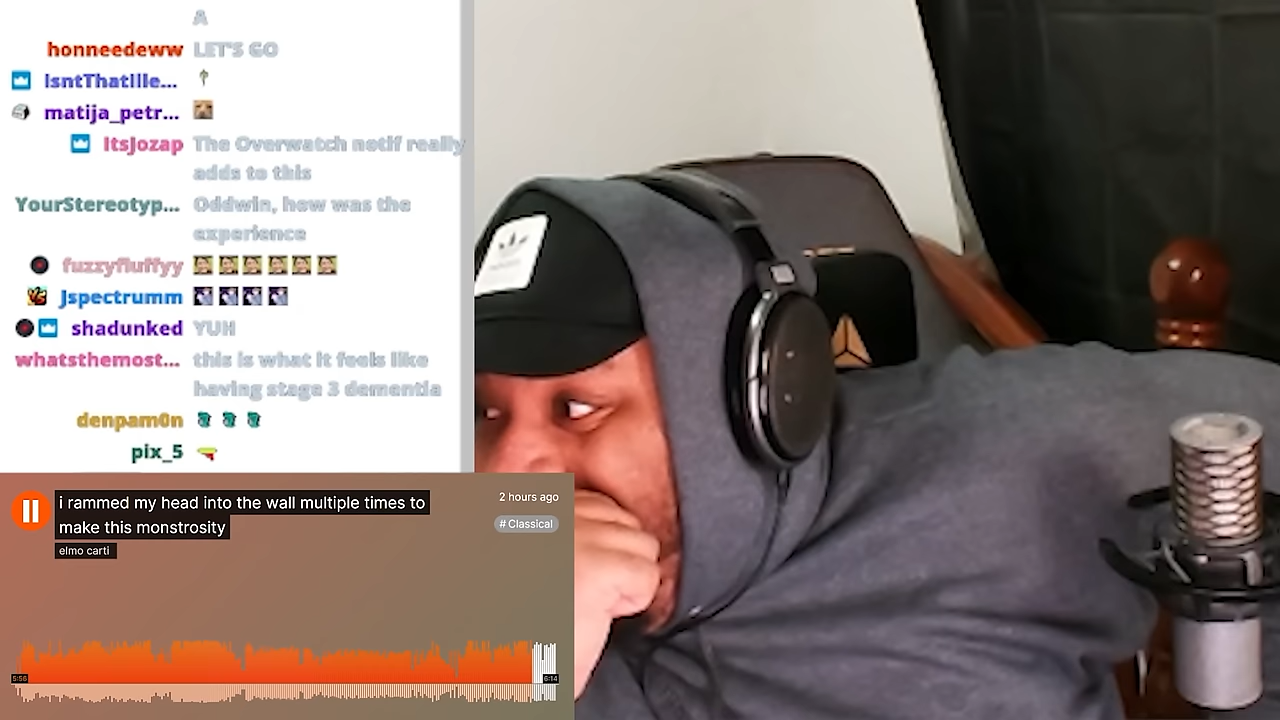 A
honneedeww LET'S GO
IsntThatIlle...
matija_petr...
ItsJozap The Overwatch notif really
adds to this
YourStereotyp... Oddwin, how was the
experience
fuzzyfluffyy
Jspectrumm
shadunked YUH
whatsthemost... this is what it feels like
having stage 3 dementia
denpam0n
pix_5
i rammed my head into the wall multiple times to
make this monstrosity
elmo carti
2 hours ago
# Classical
5:56
6:14